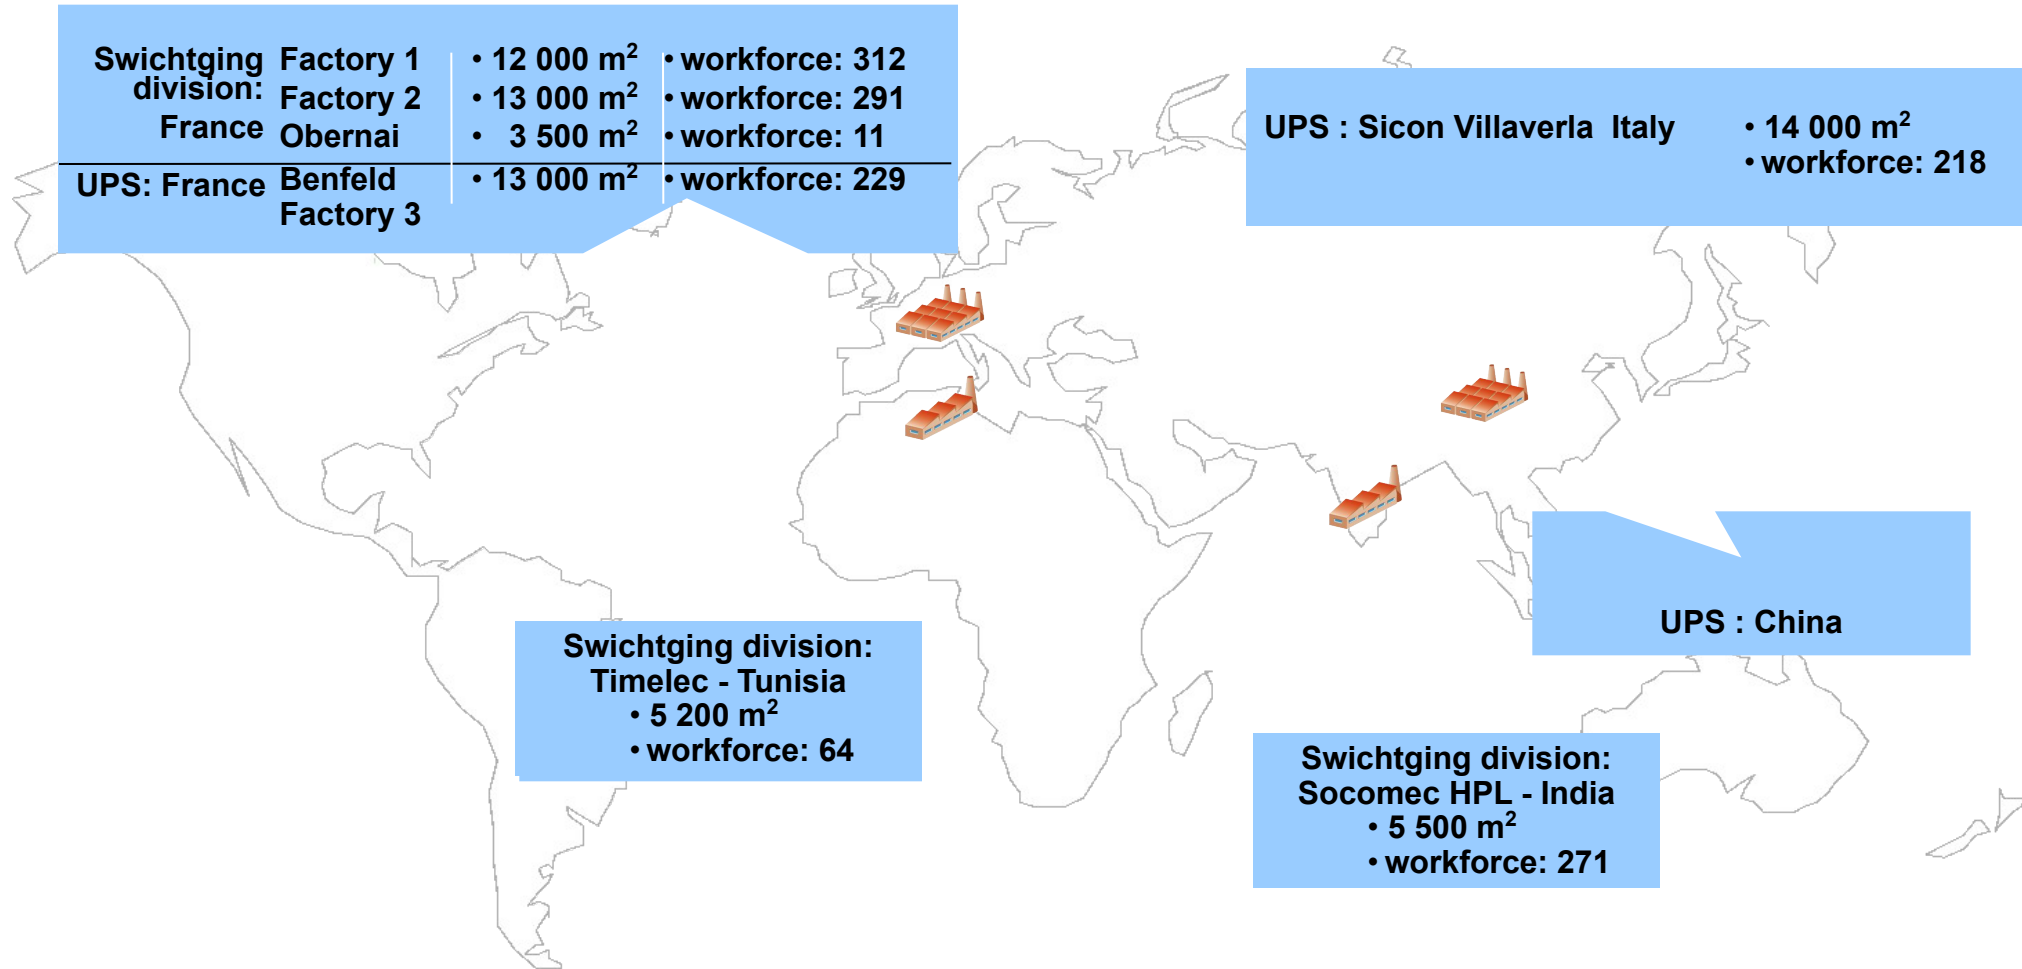 Swichtging Factory 1 • 12 000 m² • workforce: 312
division: Factory 2 • 13 000 m² • workforce: 291
France Obernai • 3 500 m² • workforce: 11
UPS: France Benfeld • 13 000 m² • workforce: 229
Factory 3
UPS : Sicon Villaverla Italy • 14 000 m²
• workforce: 218
UPS : China
Swichtging division:
Timelec - Tunisia
• 5 200 m²
• workforce: 64
Swichtging division:
Socomec HPL - India
• 5 500 m²
• workforce: 271